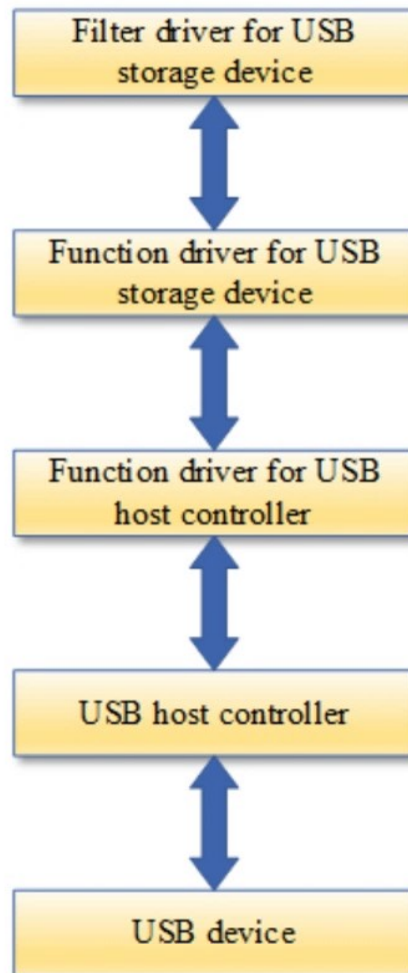 Filter driver for USB
storage device
Function driver for USB
storage device
Function driver for USB
host controller
USB host controller
USB device